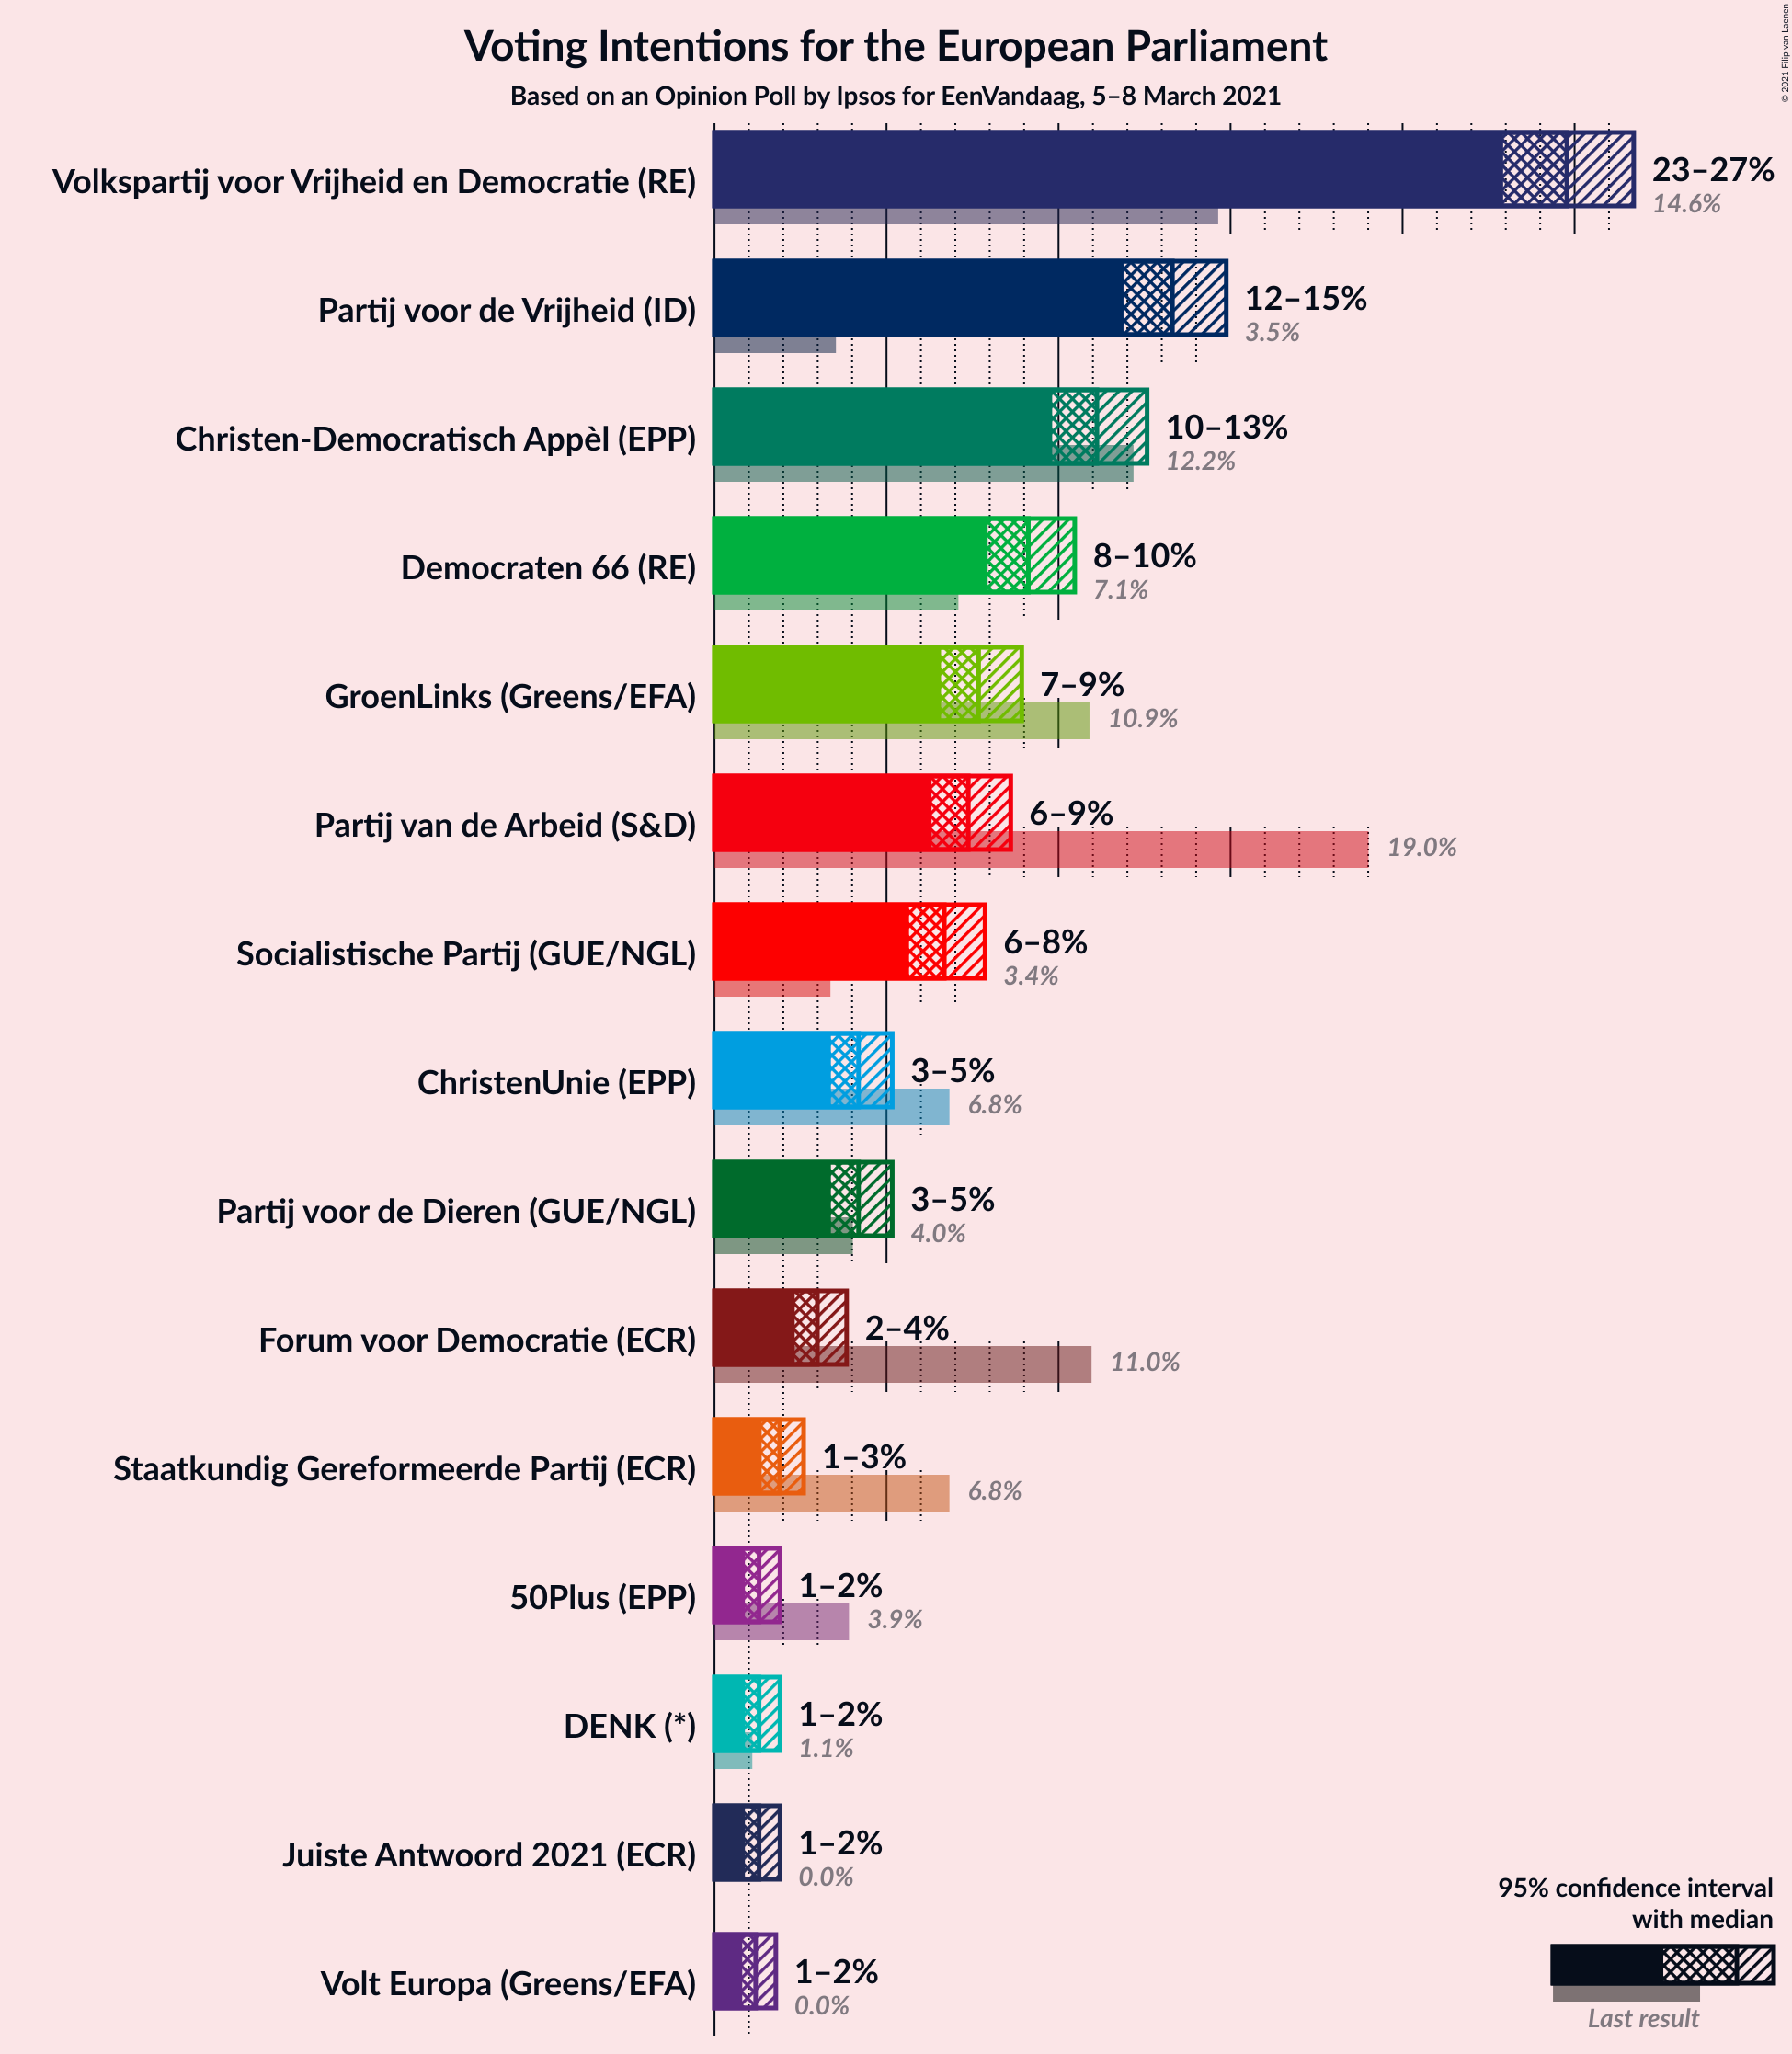 Voting Intentions for the European Parliament
Based on an Opinion Poll by Ipsos for EenVandaag, 5–8 March 2021
© 2021 Filip van Laenen
Volkspartij voor Vrijheid en Democratie (RE)
23–27%
14.6%
Partij voor de Vrijheid (ID)
12–15%
3.5%
Christen-Democratisch Appèl (EPP)
10–13%
12.2%
Democraten 66 (RE)
8–10%
7.1%
GroenLinks (Greens/EFA)
7–9%
10.9%
Partij van de Arbeid (S&D)
6–9%
19.0%
Socialistische Partij (GUE/NGL)
6–8%
3.4%
ChristenUnie (EPP)
3–5%
6.8%
Partij voor de Dieren (GUE/NGL)
3–5%
4.0%
Forum voor Democratie (ECR)
2–4%
11.0%
Staatkundig Gereformeerde Partij (ECR)
1–3%
6.8%
50Plus (EPP)
1–2%
3.9%
DENK (*)
1–2%
1.1%
Juiste Antwoord 2021 (ECR)
1–2%
0.0%
Volt Europa (Greens/EFA)
1–2%
0.0%
95% confidence interval
with median
Last result